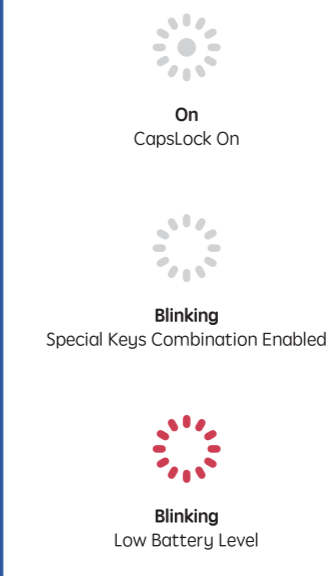 On
CapsLock On
Blinking
Special Keys Combination Enabled
Blinking
Low Battery Level